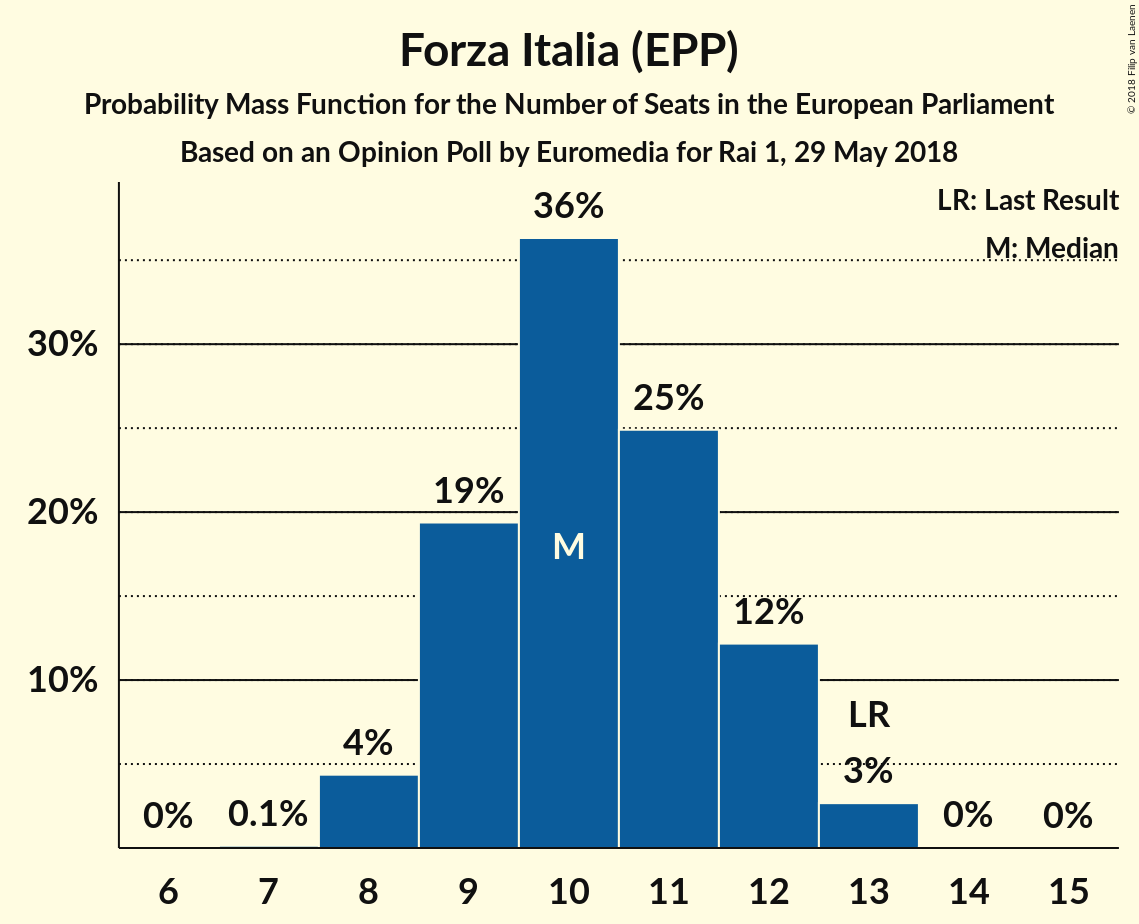 Forza Italia (EPP)
Probability Mass Function for the Number of Seats in the European Parliament
Based on an Opinion Poll by Euromedia for Rai 1, 29 May 2018
© 2018 Filip van Laenen
LR: Last Result
M: Median
30%
20%
10%
0%
0.1%
4%
19%
36%
M
25%
12%
LR
3%
0%
0%
6
7
8
9
10
11
12
13
14
15